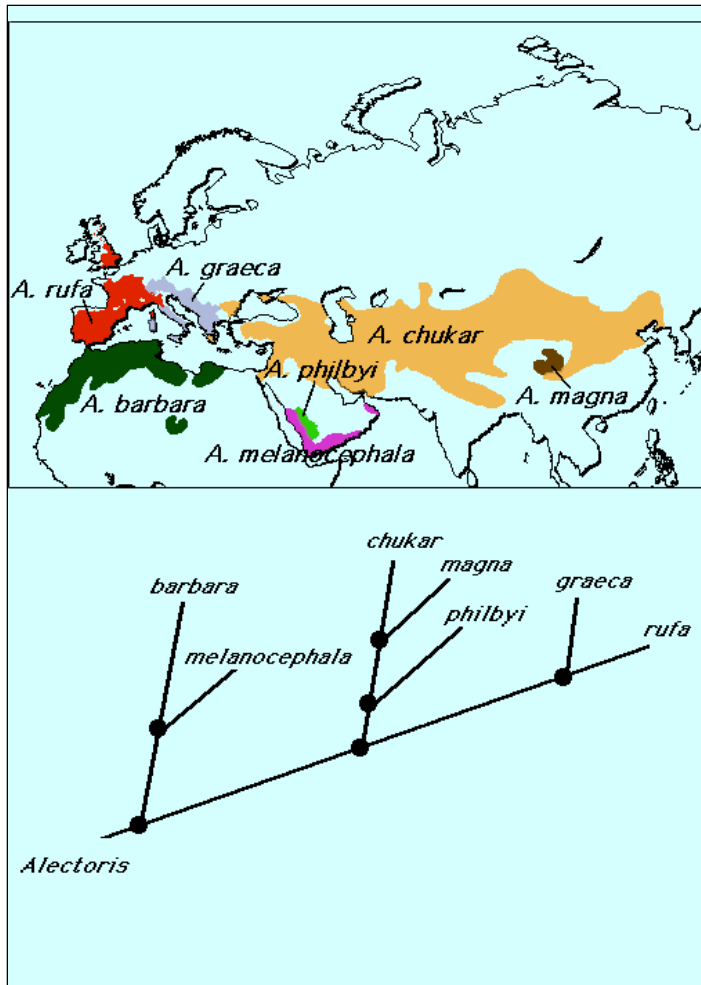 A. graeca
A. rufa
A. chukar
A. philbyi
A. barbara
A. magna
A. melanocephala
chukar
magna
graeca
barbara
philbyi
rufa
melanocephala
Alectoris